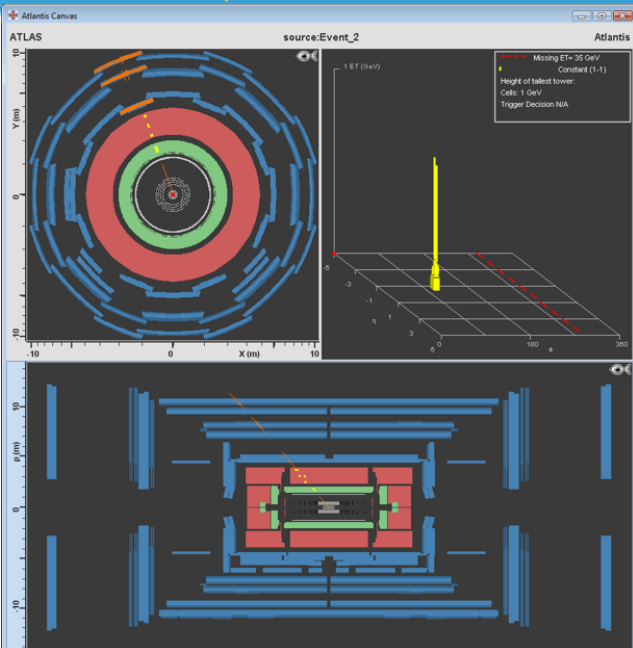 Atlantis Canvas
ATLAS source:Event_2 Atlantis
10
Y (m)
0
-10
-10 0 X (m) 10
1 ET (GeV)
Missing ET= 35 GeV
Constant (1-1)
Height of tallest tower:
Cells: 1 GeV
Trigger Decision N/A
-5
-3
-1
1
3
5
η
0 180 360
φ
10
ρ (m)
0
-10